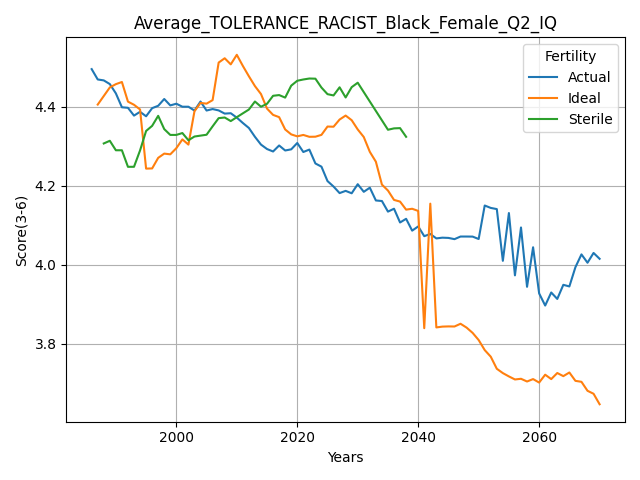 Average_TOLERANCE_RACIST_Black_Female_Q2_IQ
Fertility
Actual
Ideal
Sterile
Score(3-6)
4.4
4.2
4.0
3.8
2000 2020 2040 2060
Years